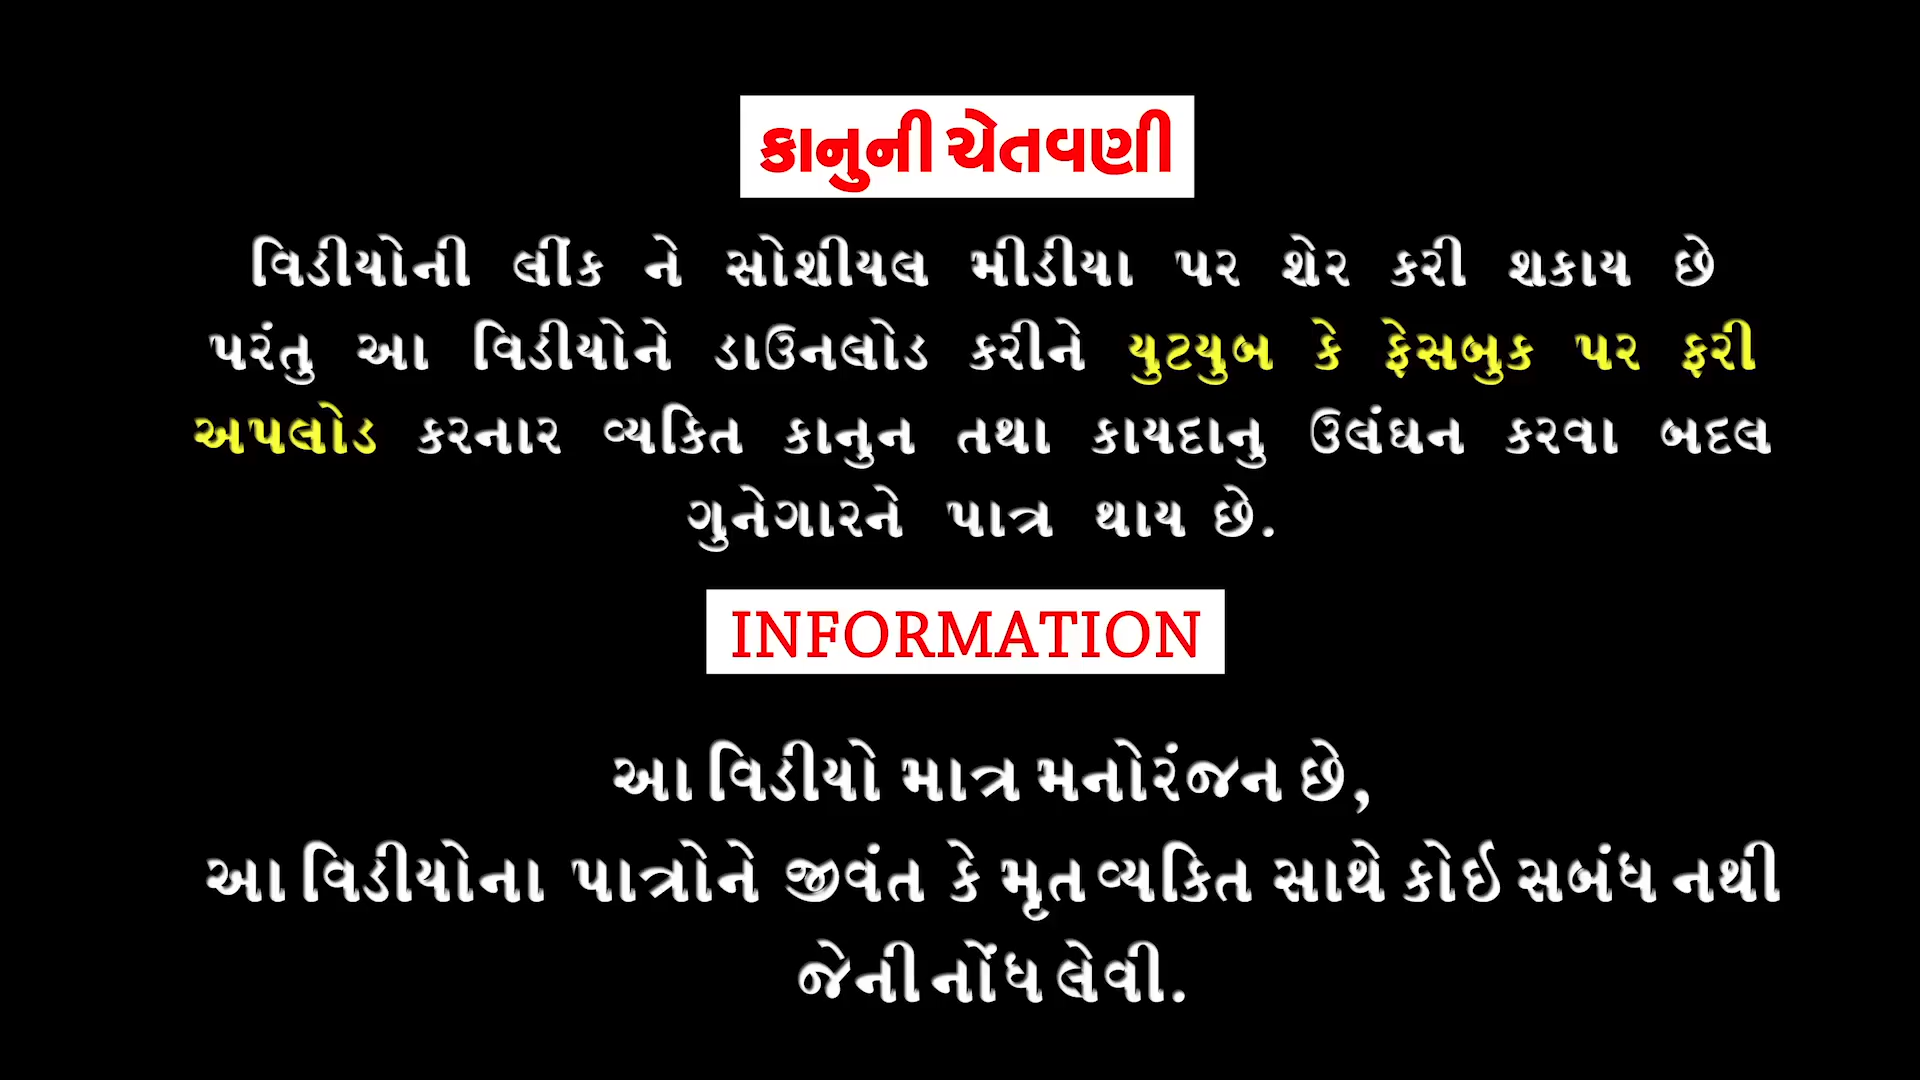 કાનુની ચેતવણી
વિડીયોની લીંક ને સોશીયલ મીડીયા પર શેર કરી શકાય છે
પરંતુ આ વિડીયોને ડાઉનલોડ કરીને યુટયુબ કે ફેસબુક પર ફરી
અપલોડ કરનાર વ્યકિત કાનુન તથા કાયદાનુ ઉલંઘન કરવા બદલ
ગુનેગારને પાત્ર થાય છે.
INFORMATION
આ વિડીયો માત્ર મનોરંજન છે,
આ વિડીયોના પાત્રોને જીવંત કે મૃત વ્યકિત સાથે કોઇ સબંધ નથી
જેની નોંધ લેવી.